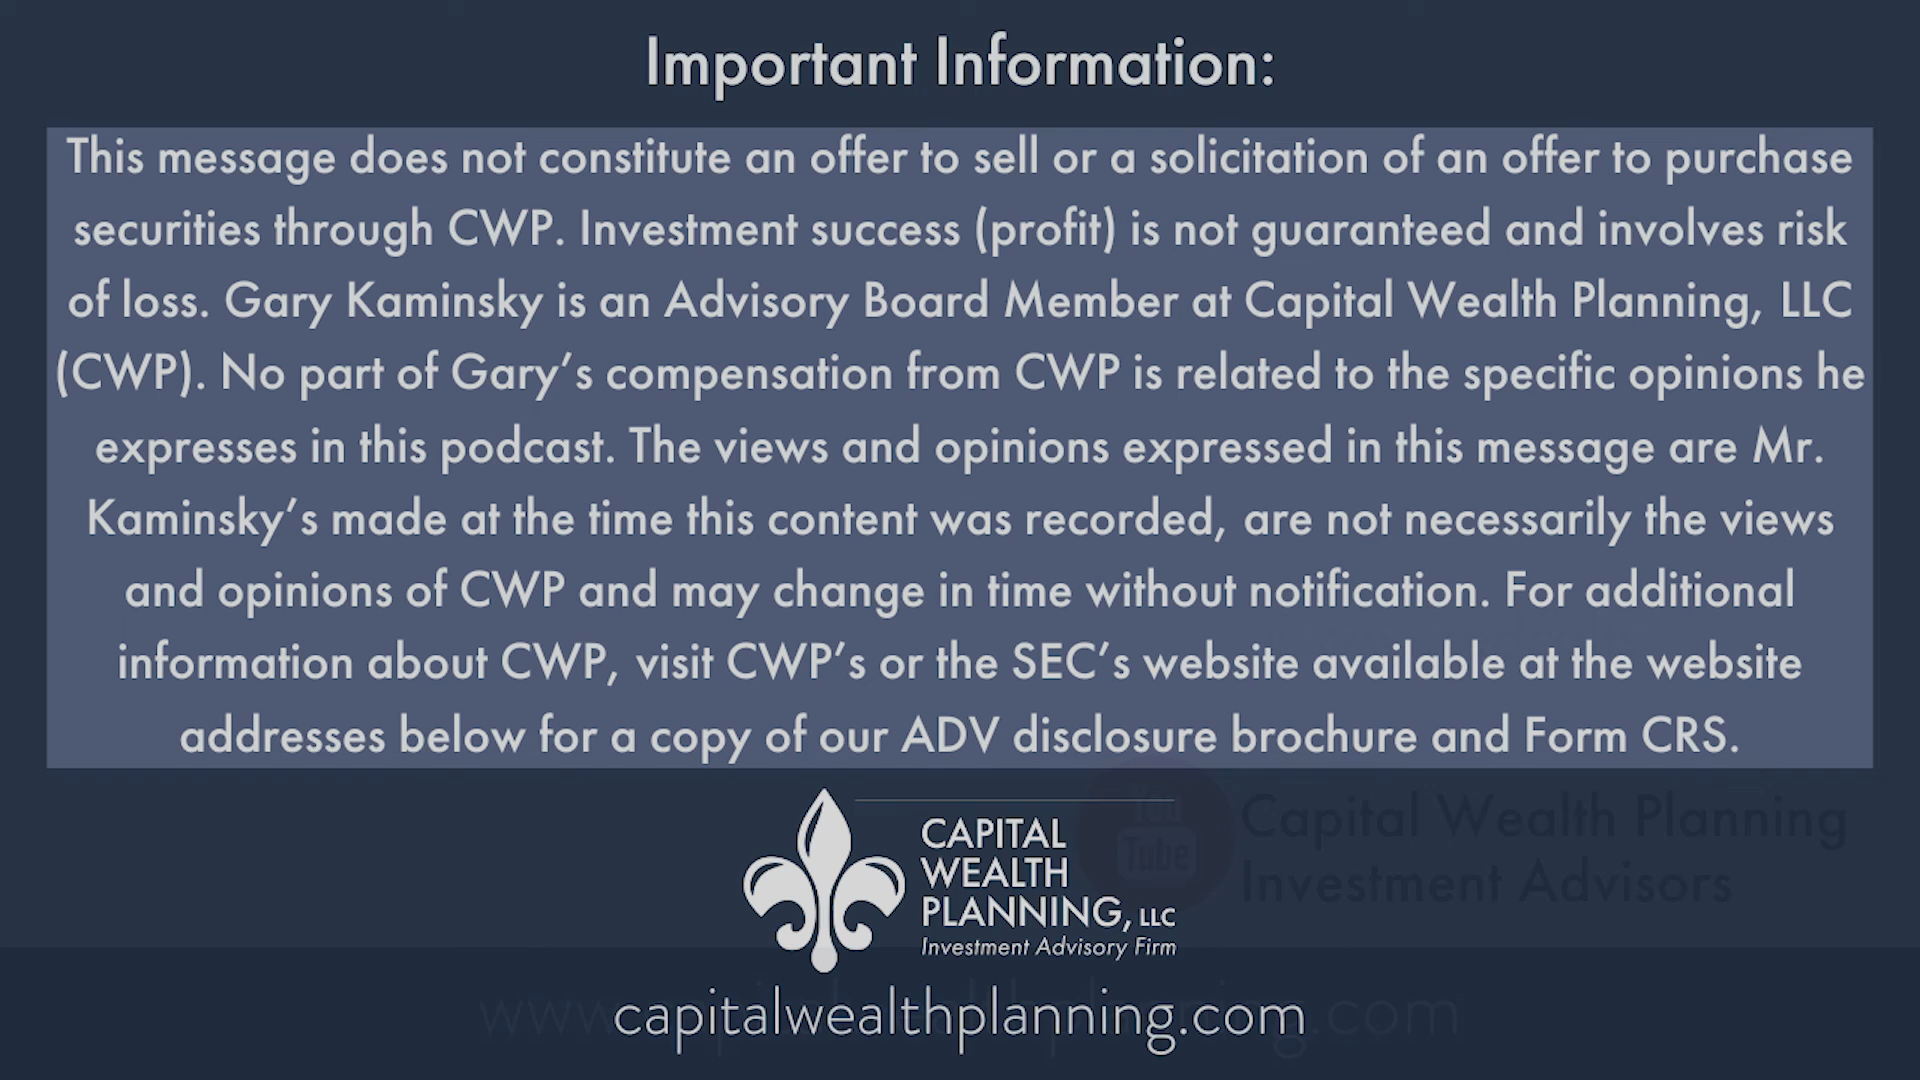 Important Information:
This message does not constitute an offer to sell or a solicitation of an offer to purchase
securities through CWP. Investment success (profit) is not guaranteed and involves risk
of loss. Gary Kaminsky is an Advisory Board Member at Capital Wealth Planning, LLC
(CWP). No part of Gary’s compensation from CWP is related to the specific opinions he
expresses in this podcast. The views and opinions expressed in this message are Mr.
Kaminsky’s made at the time this content was recorded, are not necessarily the views
and opinions of CWP and may change in time without notification. For additional
information about CWP, visit CWP’s or the SEC’s website available at the website
addresses below for a copy of our ADV disclosure brochure and Form CRS.
CAPITAL
WEALTH
PLANNING, LLC
Investment Advisory Firm
You
Tube
Capital Wealth Planning
Investment Advisors
capitalwealthplanning.com